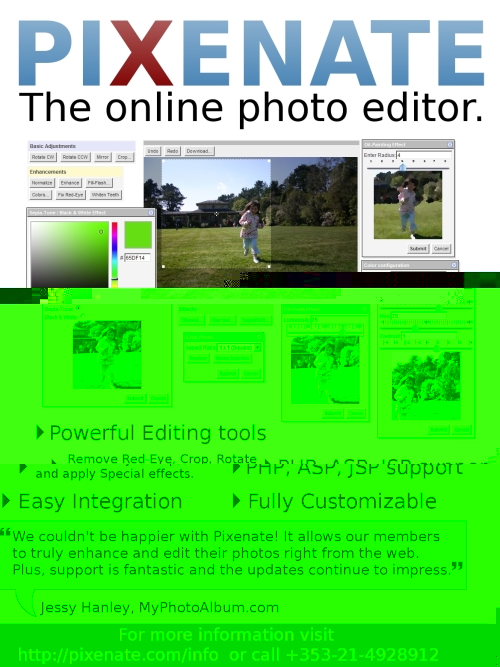 PIXENATE
The online photo editor.
Basic Adjustments
Rotate CW Rotate CCW Mirror Crop...
Enhancements
Normalize Enhance Fill-Flash...
Colors... Fix Red-Eye Whiten Teeth
Undo Redo Download...
Oil Painting Effect
Enter Radius: 4
Submit Cancel
Sepia Tone - Black & White Effect
# 65DF14
Color configuration
Powerful Editing tools
Remove Red-Eye, Crop, Rotate
and apply Special effects.
PHP, ASP, JSP support
Easy Integration
Fully Customizable
“We couldn't be happier with Pixenate! It allows our members
to truly enhance and edit their photos right from the web.
Plus, support is fantastic and the updates continue to impress.”
Jessy Hanley, MyPhotoAlbum.com
For more information visit
http://pixenate.com/info or call +353-21-4928912